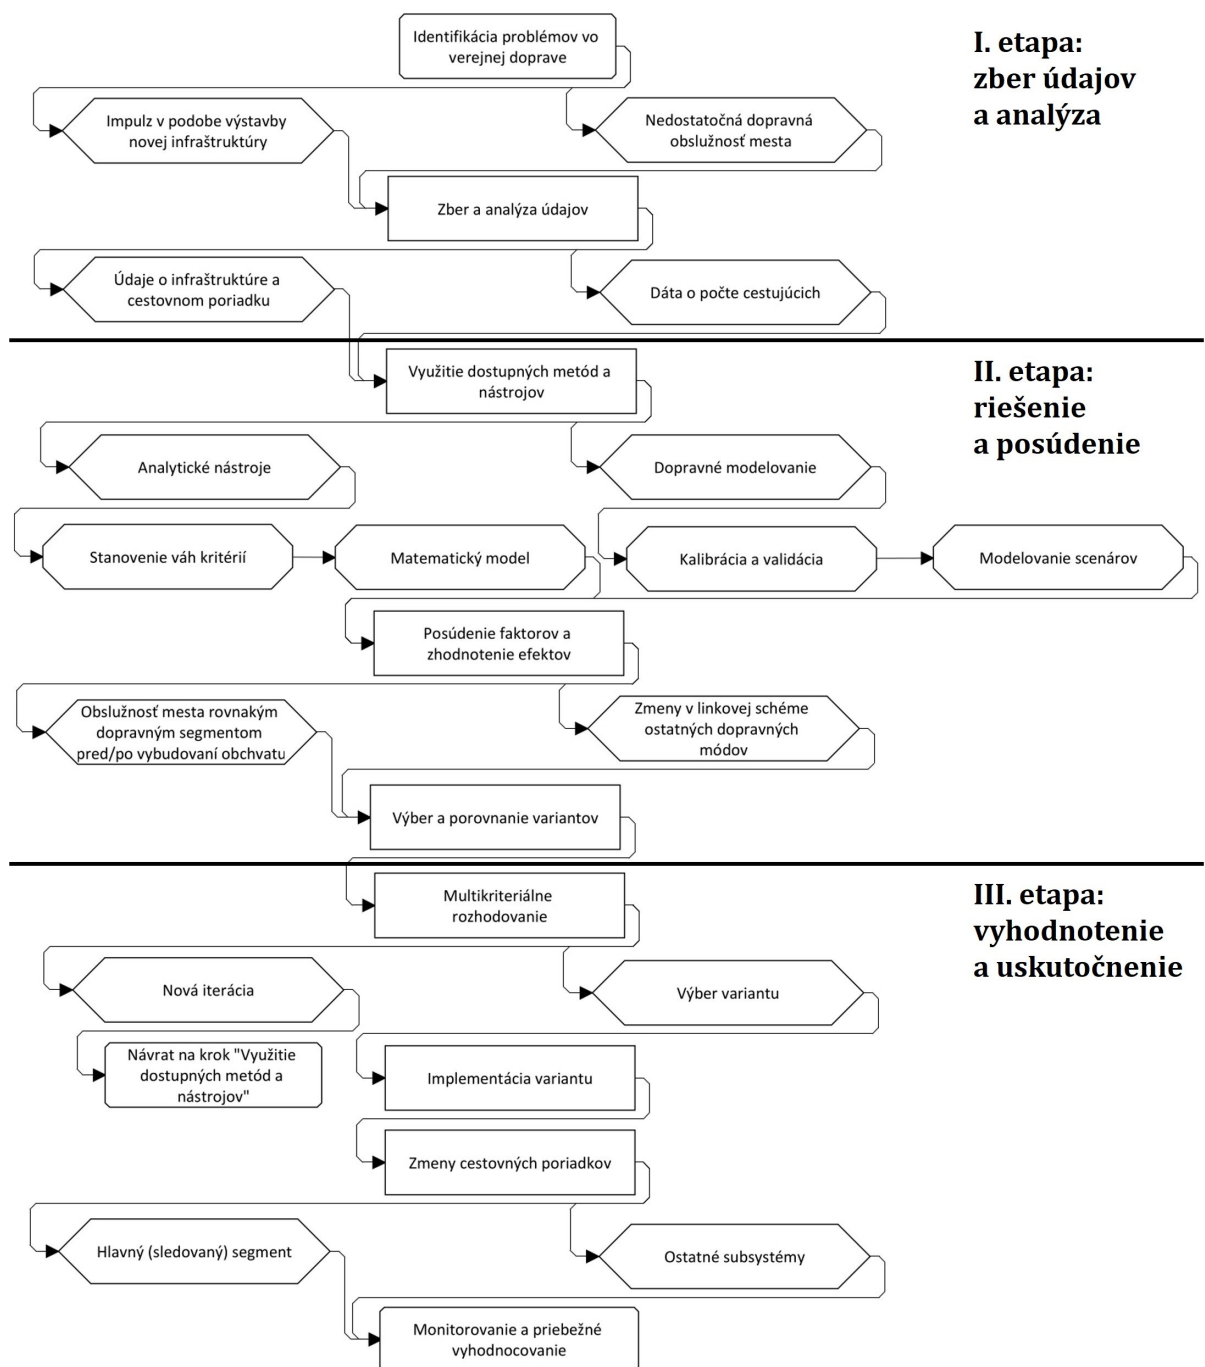 Identifikácia problémov vo
verejnej doprave
I. etapa:
zber údajov
a analýza
Impulz v podobe výstavby
novej infraštruktúry
Nedostatočná dopravná
obslužnosť mesta
Zber a analýza údajov
Údaje o infraštruktúre a
cestovnom poriadku
Dáta o počte cestujúcich
II. etapa:
riešenie
a posúdenie
Využitie dostupných metód a
nástrojov
Analytické nástroje
Dopravné modelovanie
Stanovenie váh kritérií
Matematický model
Kalibrácia a validácia
Modelovanie scenárov
Posúdenie faktorov a
zhodnotenie efektov
Obslužnosť mesta rovnakým
dopravným segmentom
pred/po vybudovaní obchvatu
Zmeny v linkovej schéme
ostatných dopravných
módov
Výber a porovnanie variantov
III. etapa:
vyhodnotenie
a uskutočnenie
Multikriteriálne
rozhodovanie
Nová iterácia
Výber variantu
Návrat na krok "Využitie
dostupných metód a
nástrojov"
Implementácia variantu
Zmeny cestovných poriadkov
Hlavný (sledovaný) segment
Ostatné subsystémy
Monitorovanie a priebežné
vyhodnocovanie